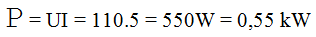 P = UI = 110.5 = 550W = 0,55 kW